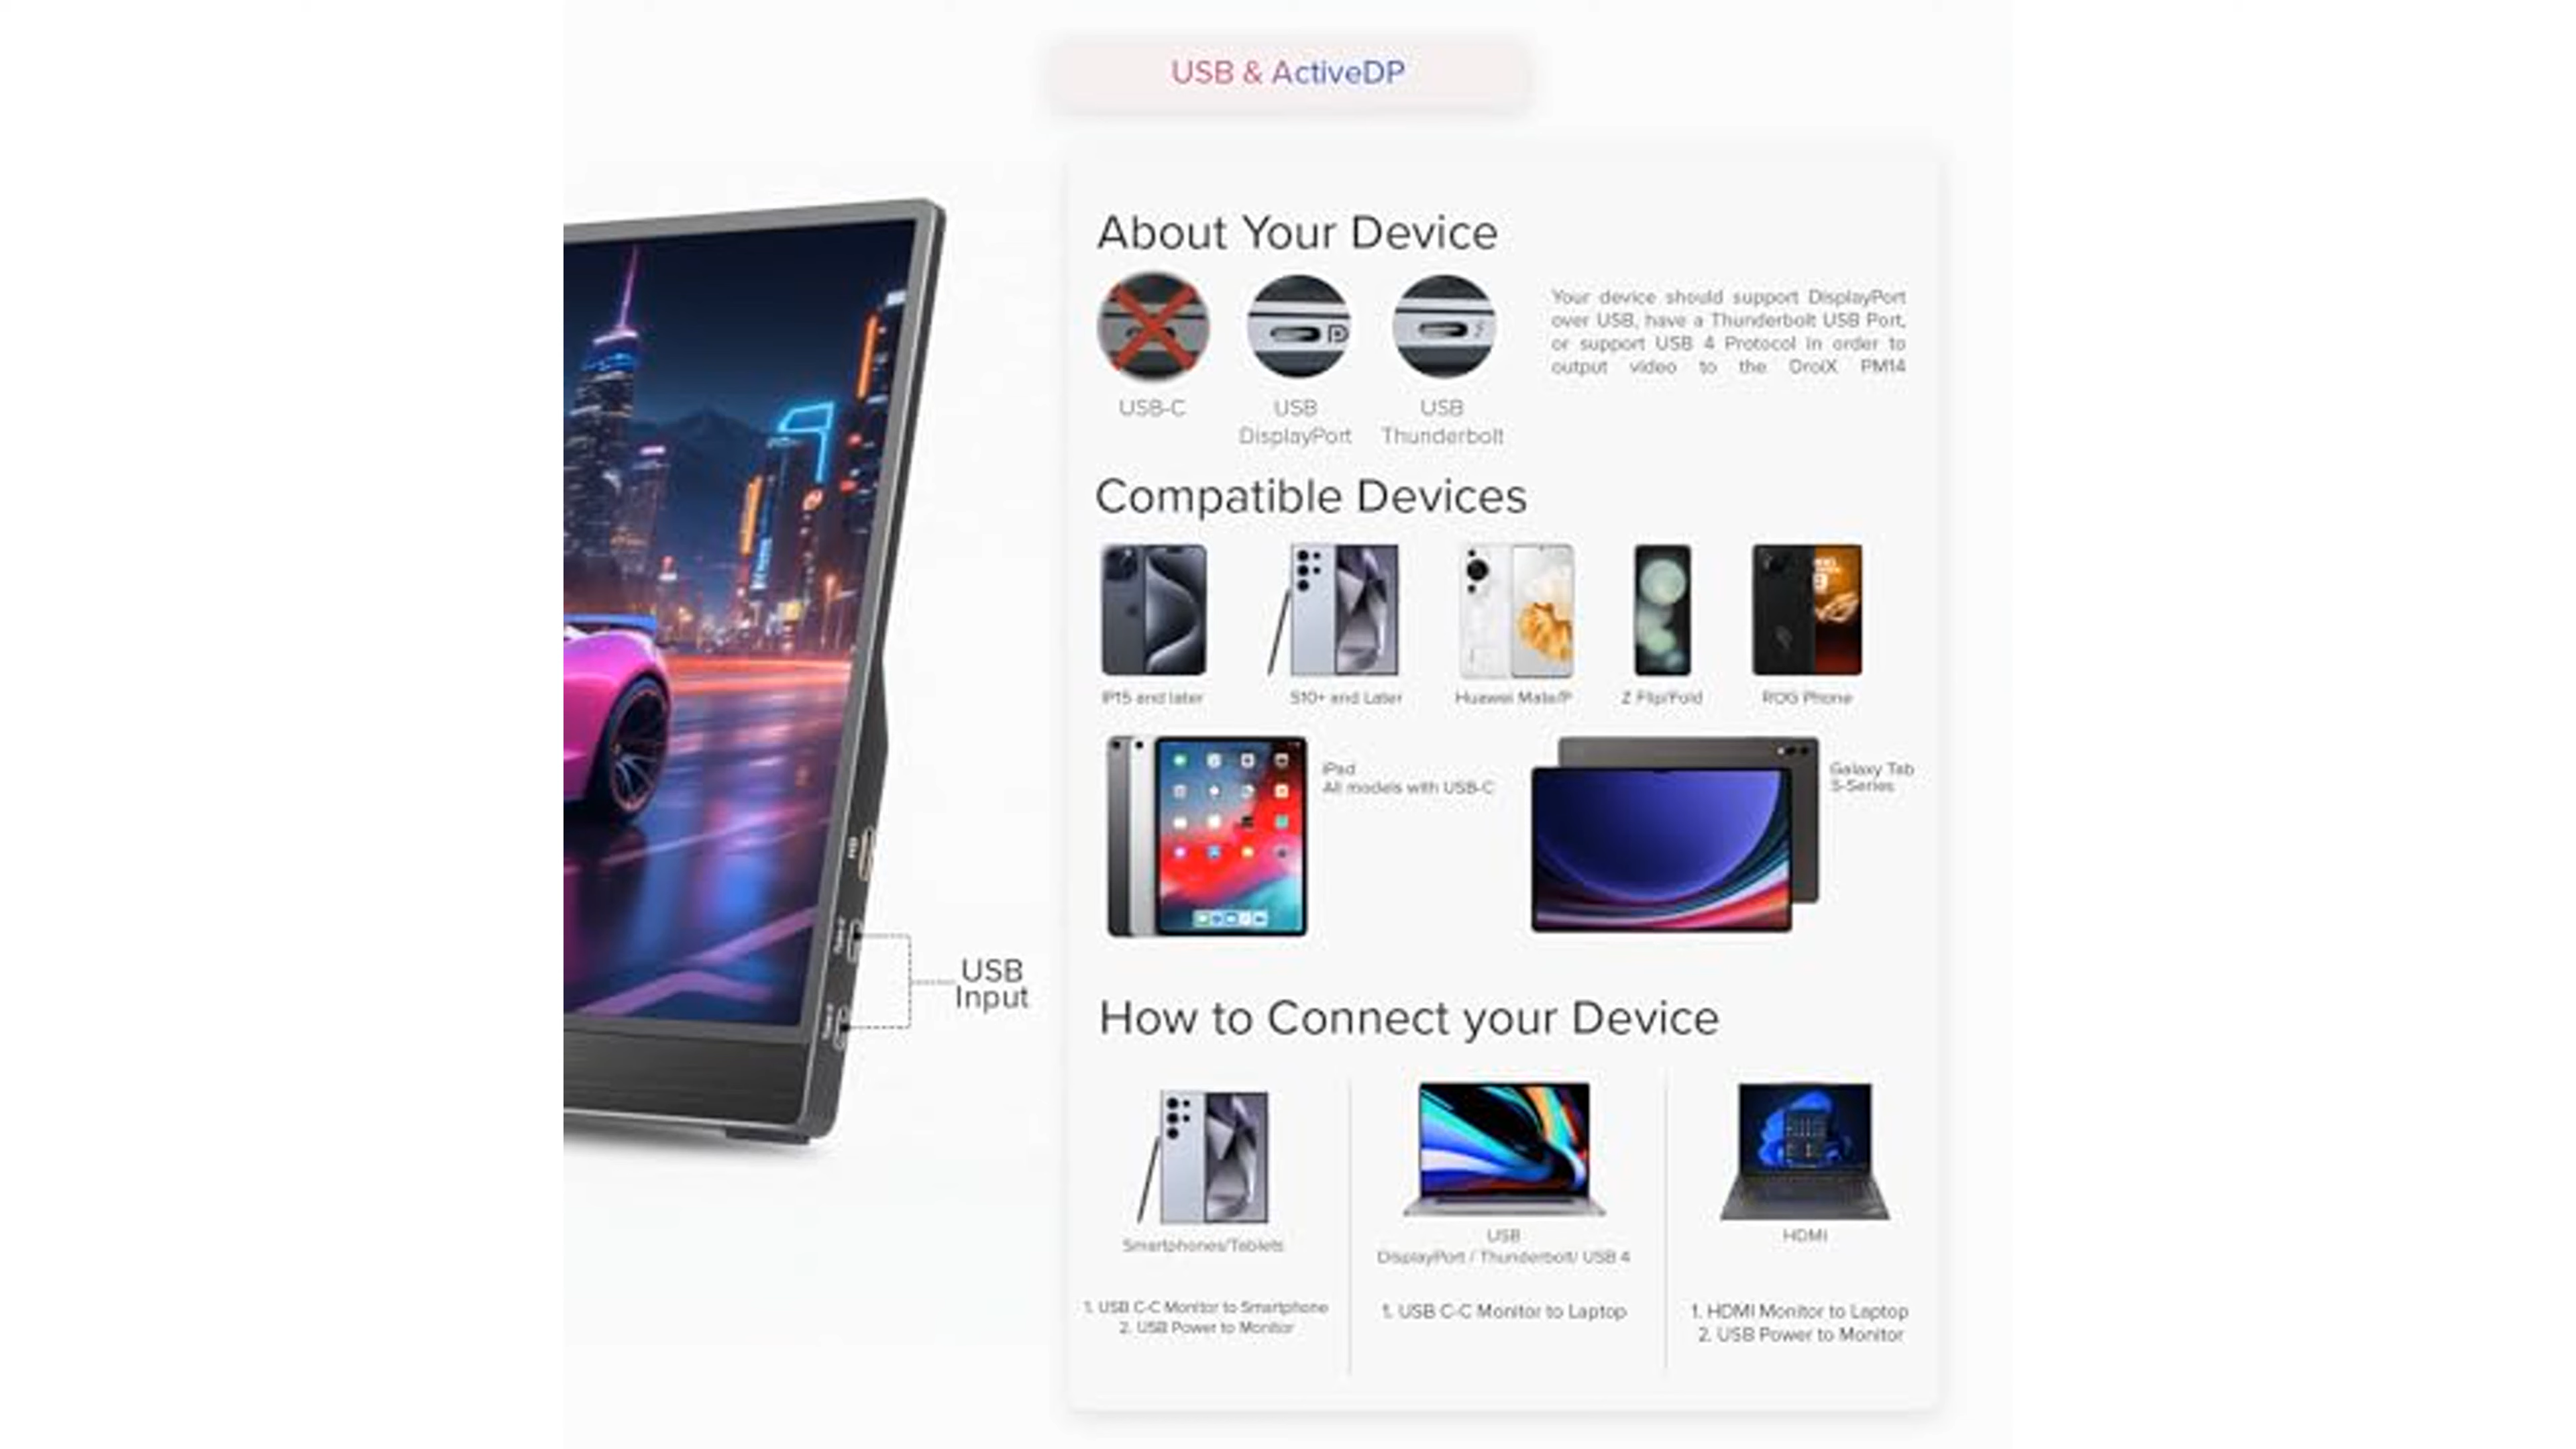 USB & ActiveDP
About Your Device
USB-C
USB
DisplayPort
USB
Thunderbolt
Your device should support DisplayPort
over USB, have a Thunderbolt USB Port,
or support USB 4 Protocol in order to
output video to the DroiX PM14
Compatible Devices
IP15 and later
S10+ and Later
Huawei Mate/P
Z Flip/Fold
ROG Phone
iPad
All models with USB-C
Galaxy Tab
S-Series
USB
Input
How to Connect your Device
Smartphones/Tablets
USB
DisplayPort / Thunderbolt/ USB 4
HDMI
1. USB C-C Monitor to Smartphone
2. USB Power to Monitor
1. USB C-C Monitor to Laptop
1. HDMI Monitor to Laptop
2. USB Power to Monitor